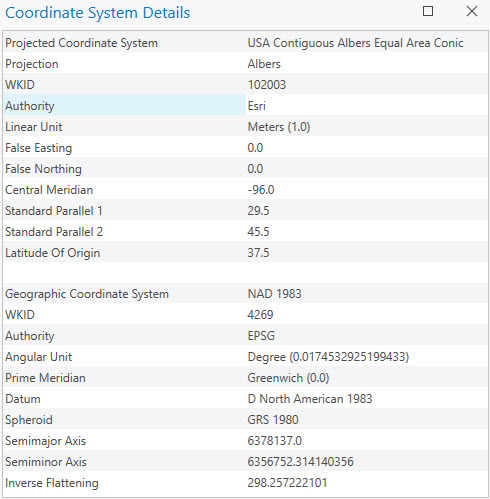 Coordinate System Details
Projected Coordinate System USA Contiguous Albers Equal Area Conic
Projection Albers
WKID 102003
Authority Esri
Linear Unit Meters (1.0)
False Easting 0.0
False Northing 0.0
Central Meridian -96.0
Standard Parallel 1 29.5
Standard Parallel 2 45.5
Latitude Of Origin 37.5
Geographic Coordinate System NAD 1983
WKID 4269
Authority EPSG
Angular Unit Degree (0.0174532925199433)
Prime Meridian Greenwich (0.0)
Datum D North American 1983
Spheroid GRS 1980
Semimajor Axis 6378137.0
Semiminor Axis 6356752.314140356
Inverse Flattening 298.257222101